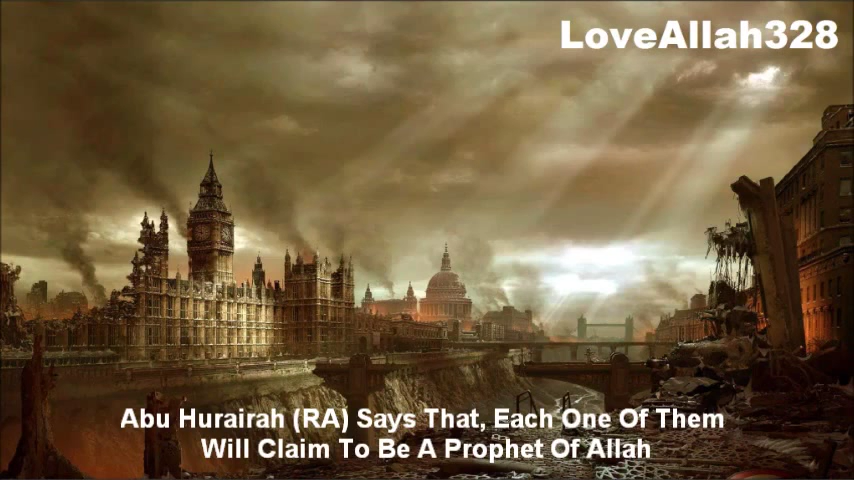 LoveAllah328
Abu Hurairah (RA) Says That, Each One Of Them
Will Claim To Be A Prophet Of Allah